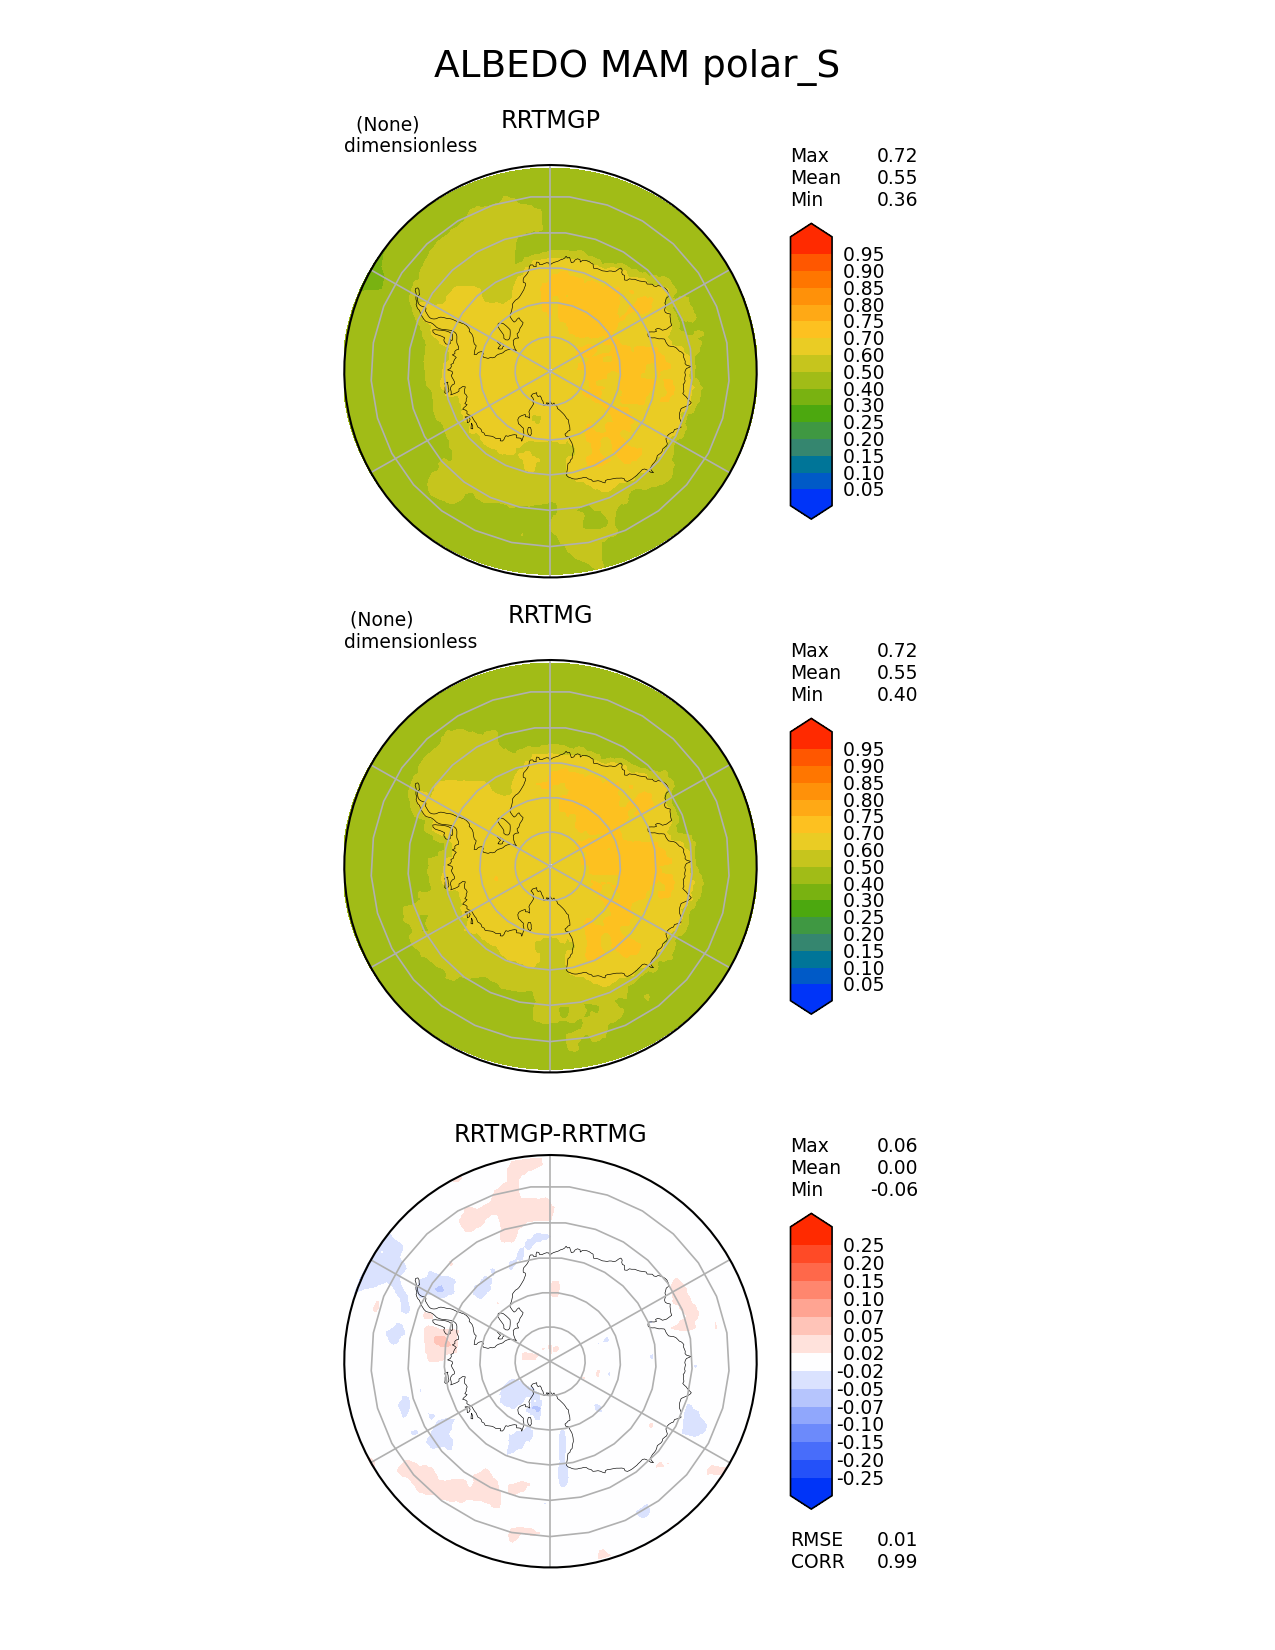 ALBEDO MAM polar_S
(None)
dimensionless
RRTMGP
Max 0.72
Mean 0.55
Min 0.36
0.95
0.90
0.85
0.80
0.75
0.70
0.60
0.50
0.40
0.30
0.25
0.20
0.15
0.10
0.05
(None)
dimensionless
RRTMG
Max 0.72
Mean 0.55
Min 0.40
0.95
0.90
0.85
0.80
0.75
0.70
0.60
0.50
0.40
0.30
0.25
0.20
0.15
0.10
0.05
RRTMGP-RRTMG
Max 0.06
Mean 0.00
Min -0.06
0.25
0.20
0.15
0.10
0.07
0.05
0.02
-0.02
-0.05
-0.07
-0.10
-0.15
-0.20
-0.25
RMSE 0.01
CORR 0.99